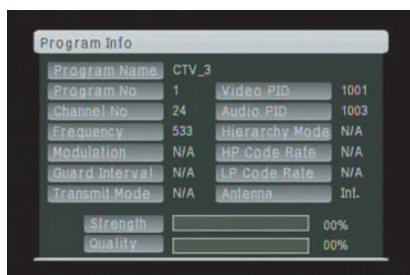 Program Info
Program Name CTV_3
Program No 1 Video PID 1001
Channel No 24 Audio PID 1003
Frequency 533 Hierarchy Mode N/A
Modulation N/A HP Code Rate N/A
Guard Interval N/A LP Code Rate N/A
Transmit Mode N/A Antenna Int.
Strength 00%
Quality 00%